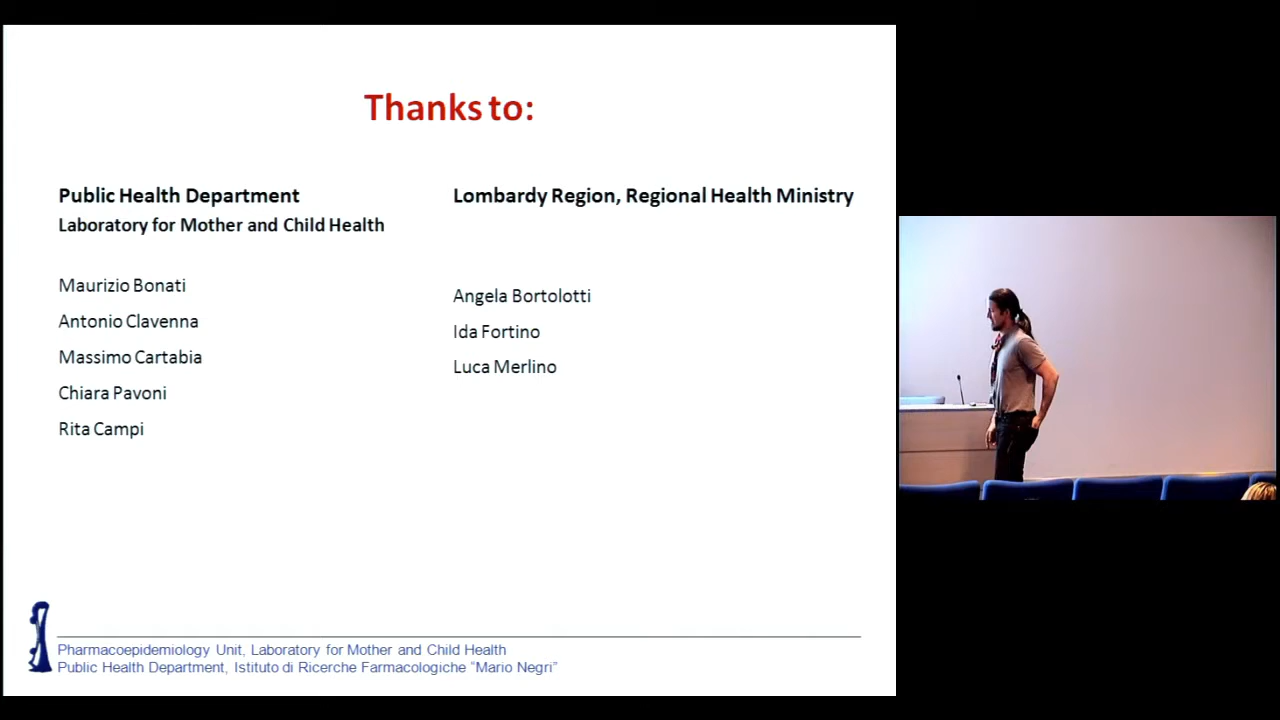 Thanks to:
Public Health Department
Laboratory for Mother and Child Health
Maurizio Bonati
Antonio Clavenna
Massimo Cartabia
Chiara Pavoni
Rita Campi
Lombardy Region, Regional Health Ministry
Angela Bortolotti
Ida Fortino
Luca Merlino
Pharmacoepidemiology Unit, Laboratory for Mother and Child Health
Public Health Department, Istituto di Ricerche Farmacologiche “Mario Negri”